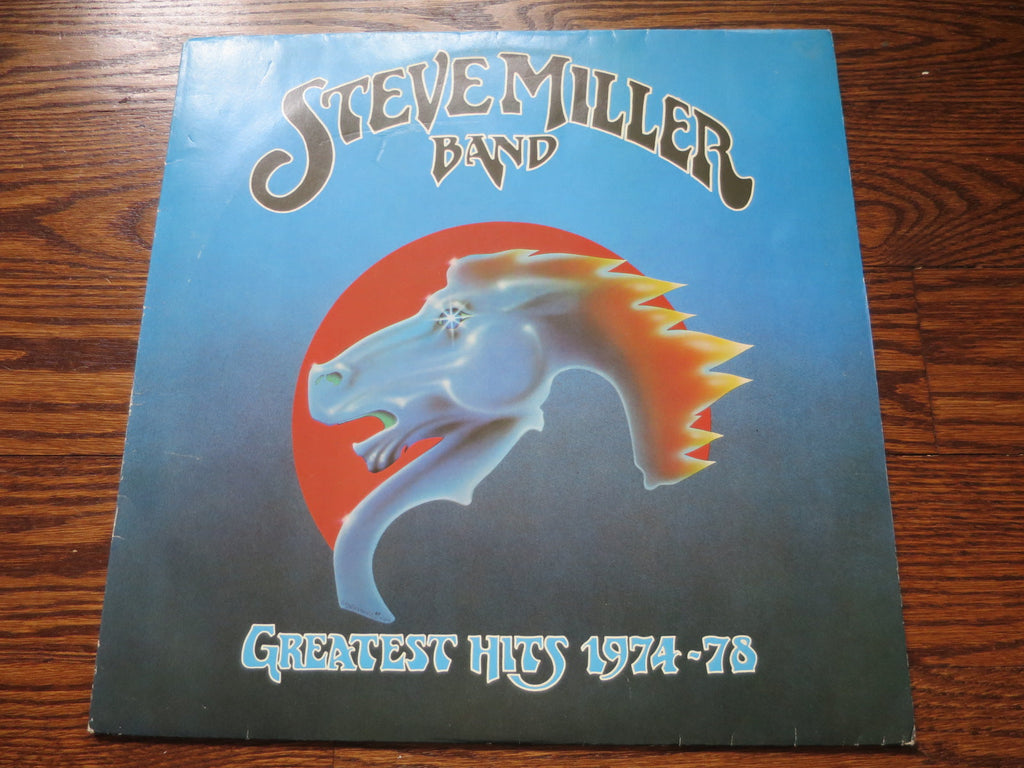 STEVE MILLER
BAND
GREATEST HITS 1974-78